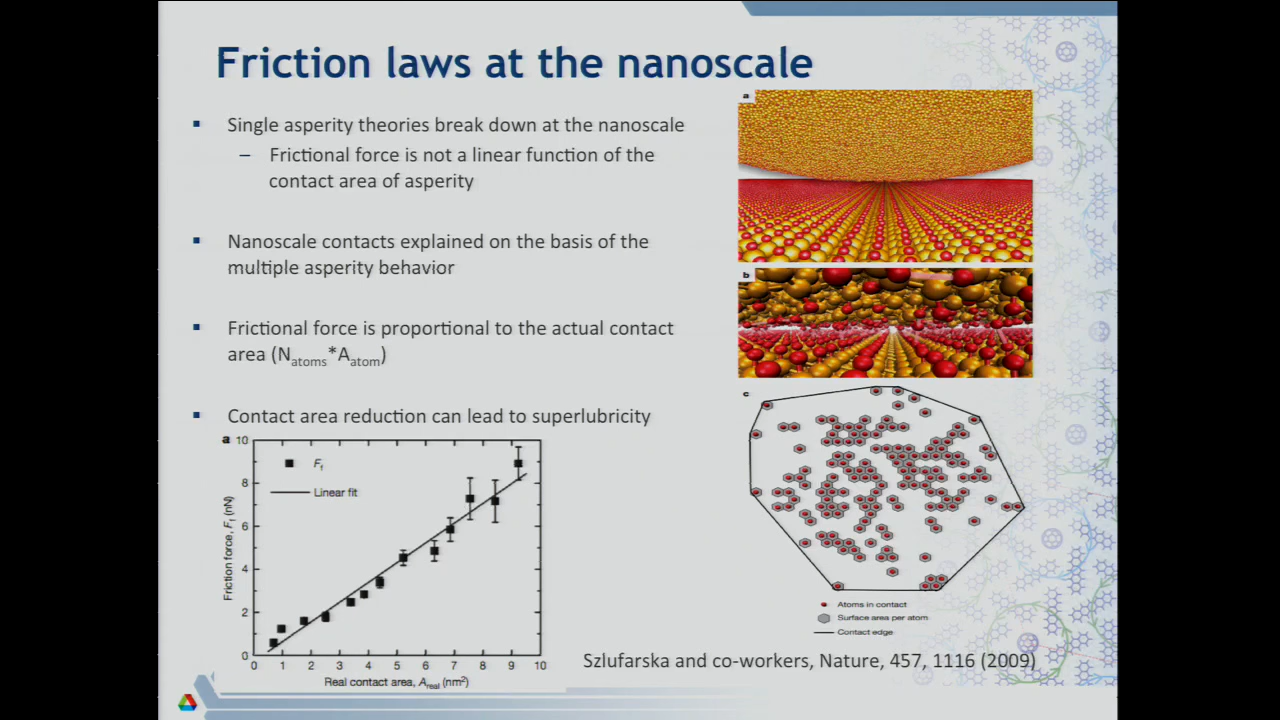 Friction laws at the nanoscale
Single asperity theories break down at the nanoscale
– Frictional force is not a linear function of the
contact area of asperity
Nanoscale contacts explained on the basis of the
multiple asperity behavior
Frictional force is proportional to the actual contact
area (Natoms*Aatom)
Contact area reduction can lead to superlubricity
a
10
8
6
4
2
0
Friction force, Ff (nN)
Ff
Linear fit
0 1 2 3 4 5 6 7 8 9 10
Real contact area, Areal (nm²)
a
b
c
Atoms in contact
Surface area per atom
Contact edge
Szlufarska and co-workers, Nature, 457, 1116 (2009)